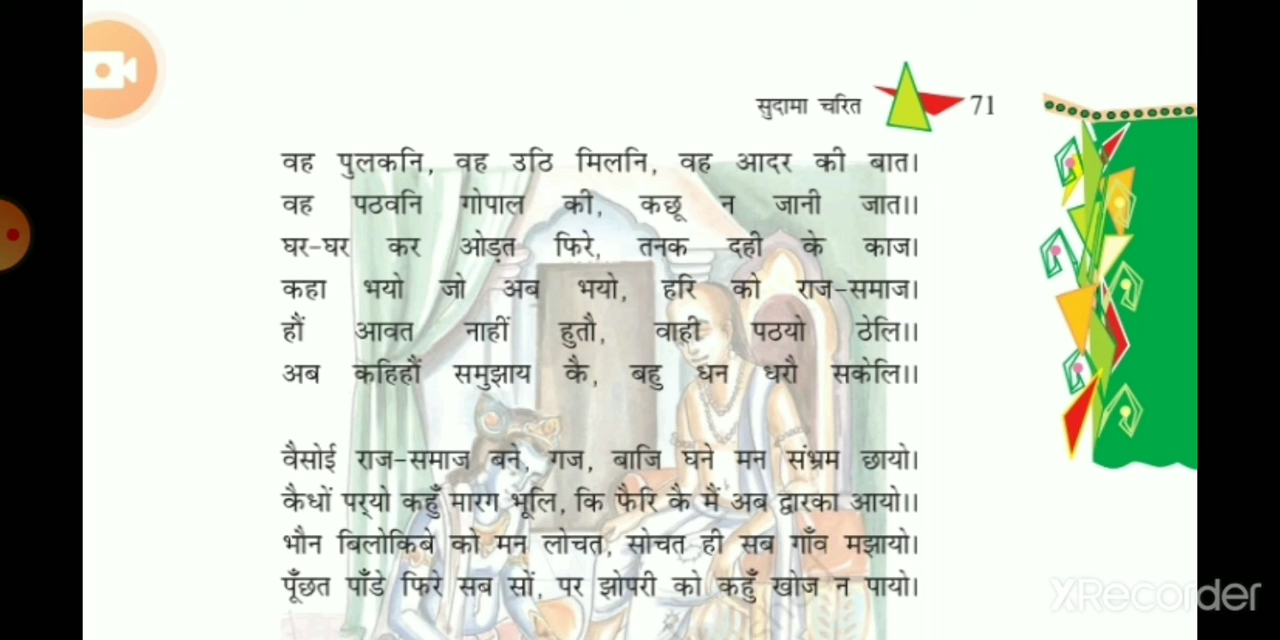 सुदामा चरित 71
वह पुलकनि, वह उठि मिलनि, वह आदर की बात।
वह पठवनि गोपाल की, कछू न जानी जात।।
घर-घर कर ओड़त फिरे, तनक दही के काज।
कहा भयो जो अब भयो, हरि को राज-समाज।
हौं आवत नाहीं हुतौ, वाही पठयो ठेलि।।
अब कहिहौं समुझाय कै, बहु धन धरौ सकेलि।।
वैसोई राज-समाज बने, गज, बाजि घने मन संभ्रम छायो।
कैधों पर्‌यो कहुँ मारग भूलि, कि फैरि कै मैं अब द्वारका आयो।।
भौन बिलोकिबे को मन लोचत, सोचत ही सब गाँव मझायो।
पूँछत पाँडे फिरे सब सों, पर झोपरी को कहुँ खोज न पायो।
XRecorder